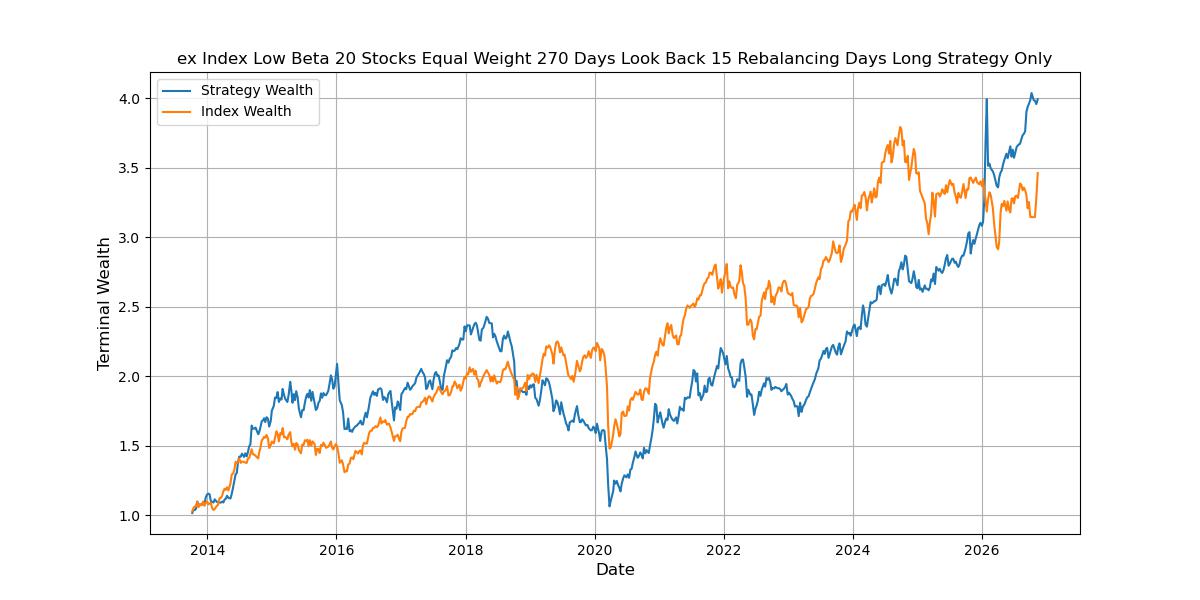 ex Index Low Beta 20 Stocks Equal Weight 270 Days Look Back 15 Rebalancing Days Long Strategy Only
Strategy Wealth
Index Wealth
Terminal Wealth
4.0
3.5
3.0
2.5
2.0
1.5
1.0
2014 2016 2018 2020 2022 2024 2026
Date